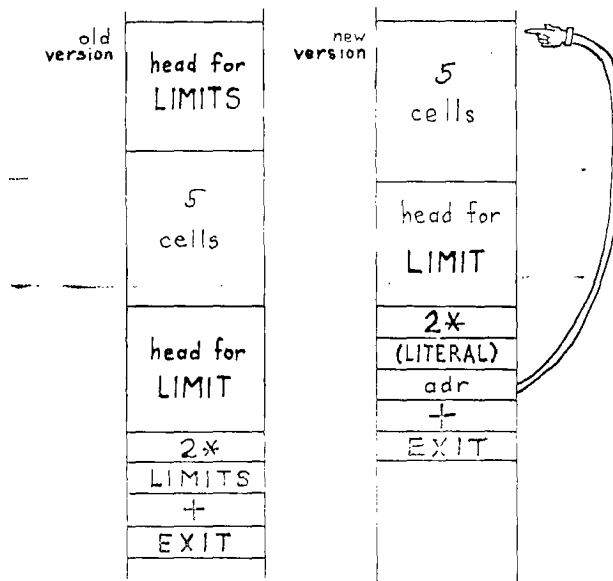 old
version
head for
LIMITS
5
cells
head for
LIMIT
2*
LIMITS
+
EXIT
new
version
5
cells
head for
LIMIT
2*
(LITERAL)
adr
+
EXIT